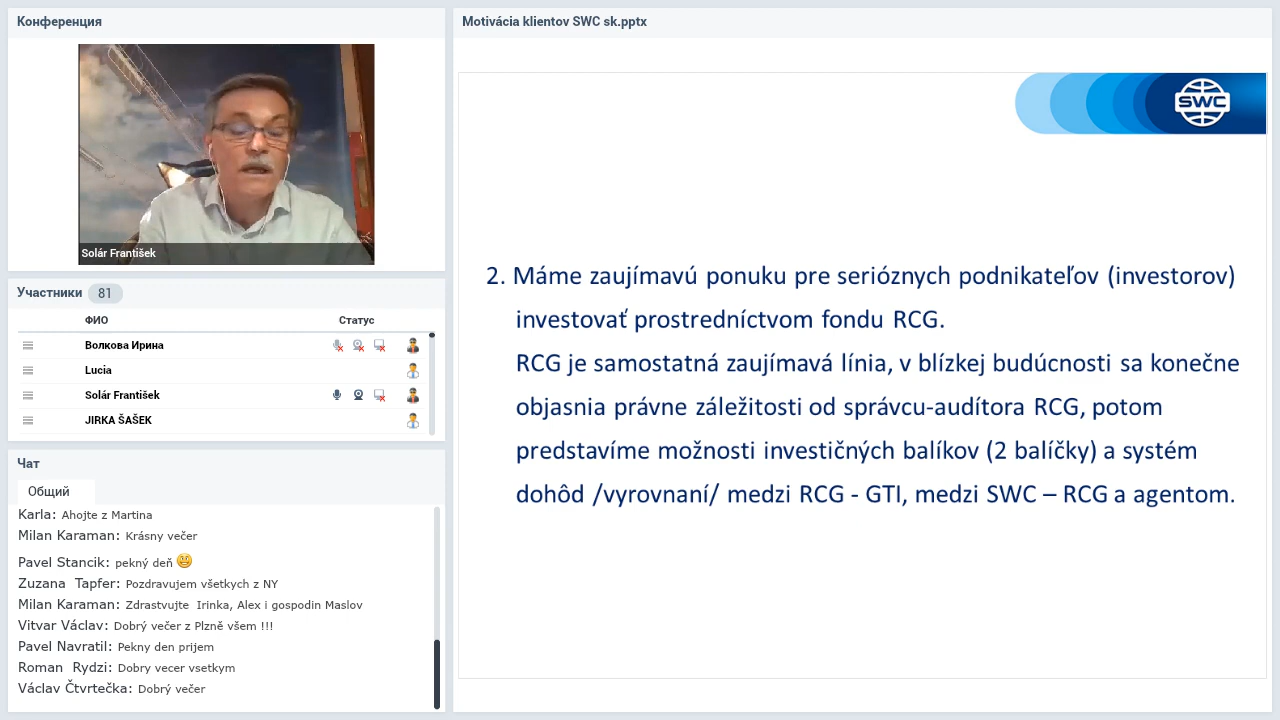 Конференция
Solár František
Участники 81
ФИО Статус
Волкова Ирина
Lucia
Solár František
JIRKA ŠAŠEK
Чат
Общий
Karla: Ahojte z Martina
Milan Karaman: Krásny večer
Pavel Stancik: pekný deň
Zuzana Tapfer: Pozdravujem všetkych z NY
Milan Karaman: Zdrastvujte Irinka, Alex i gospodin Maslov
Vitvar Václav: Dobrý večer z Plzně všem !!!
Pavel Navratil: Pekny den prijem
Roman Rydzi: Dobry vecer vsetkym
Václav Čtvrtečka: Dobrý večer
Motivácia klientov SWC sk.pptx
SWC
2. Máme zaujímavú ponuku pre serióznych podnikateľov (investorov)
investovať prostredníctvom fondu RCG.
RCG je samostatná zaujímavá línia, v blízkej budúcnosti sa konečne
objasnia právne záležitosti od správcu-audítora RCG, potom
predstavíme možnosti investičných balíkov (2 balíčky) a systém
dohôd /vyrovnaní/ medzi RCG - GTI, medzi SWC – RCG a agentom.